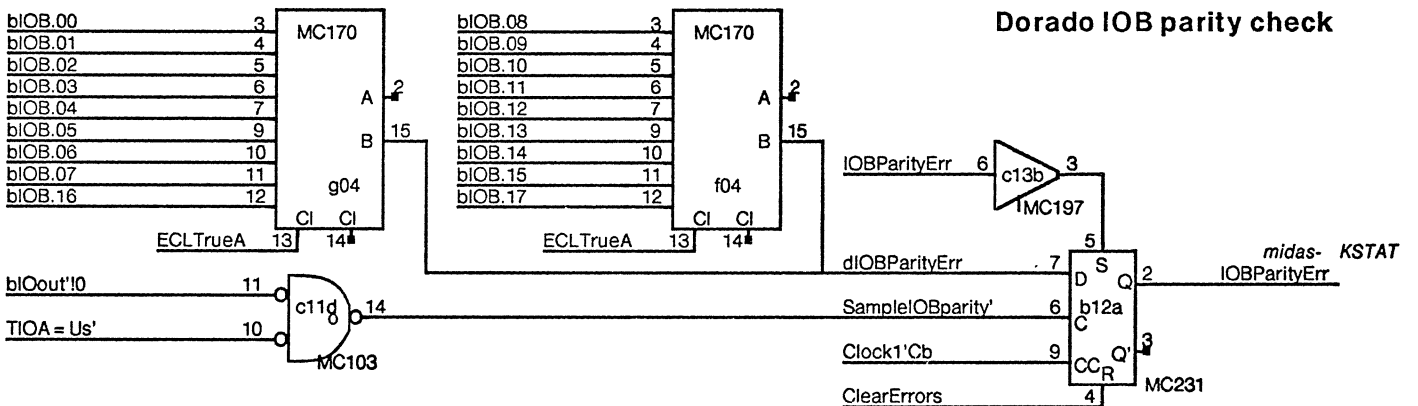 Dorado IOB parity check
bIOB.00 3
bIOB.01 4
bIOB.02 5
bIOB.03 6
bIOB.04 7
bIOB.05 9
bIOB.06 10
bIOB.07 11
bIOB.16 12
MC170
A 2
B 15
g04
CI CI
ECLTrueA 13 14
bIOB.08 3
bIOB.09 4
bIOB.10 5
bIOB.11 6
bIOB.12 7
bIOB.13 9
bIOB.14 10
bIOB.15 11
bIOB.17 12
MC170
A 2
B 15
f04
CI CI
ECLTrueA 13 14
IOBParityErr 6 c13b 3
MC197
bIOout'!0 11
TIOA = Us' 10
c11d
o
14
MC103
dIOBParityErr 7
SampleIOBparity' 6
Clock1'Cb 9
ClearErrors 4
5
S
D Q 2
b12a
C
Q' 3
CC R
MC231
midas- KSTAT
IOBParityErr